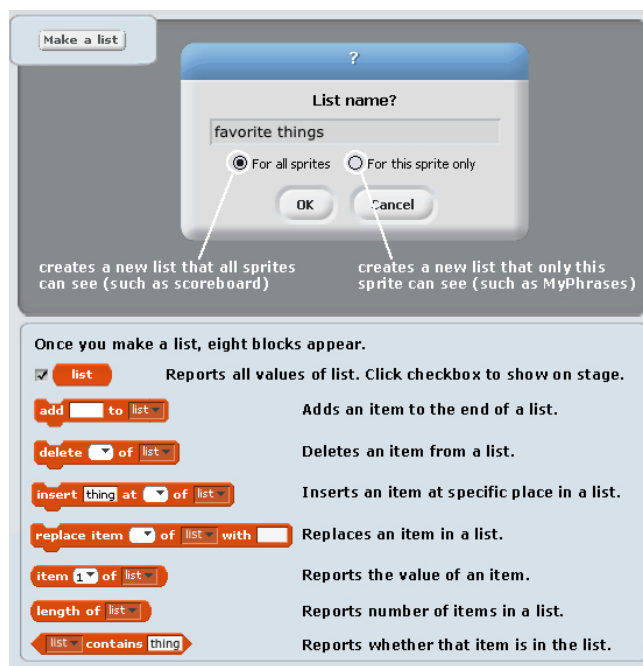 Make a list
?
List name?
favorite things
For all sprites For this sprite only
OK Cancel
creates a new list that all sprites
can see (such as scoreboard)
creates a new list that only this
sprite can see (such as MyPhrases)
Once you make a list, eight blocks appear.
list Reports all values of list. Click checkbox to show on stage.
add to list Adds an item to the end of a list.
delete of list Deletes an item from a list.
insert thing at of list Inserts an item at specific place in a list.
replace item of list with Replaces an item in a list.
item 1 of list Reports the value of an item.
length of list Reports number of items in a list.
list contains thing Reports whether that item is in the list.